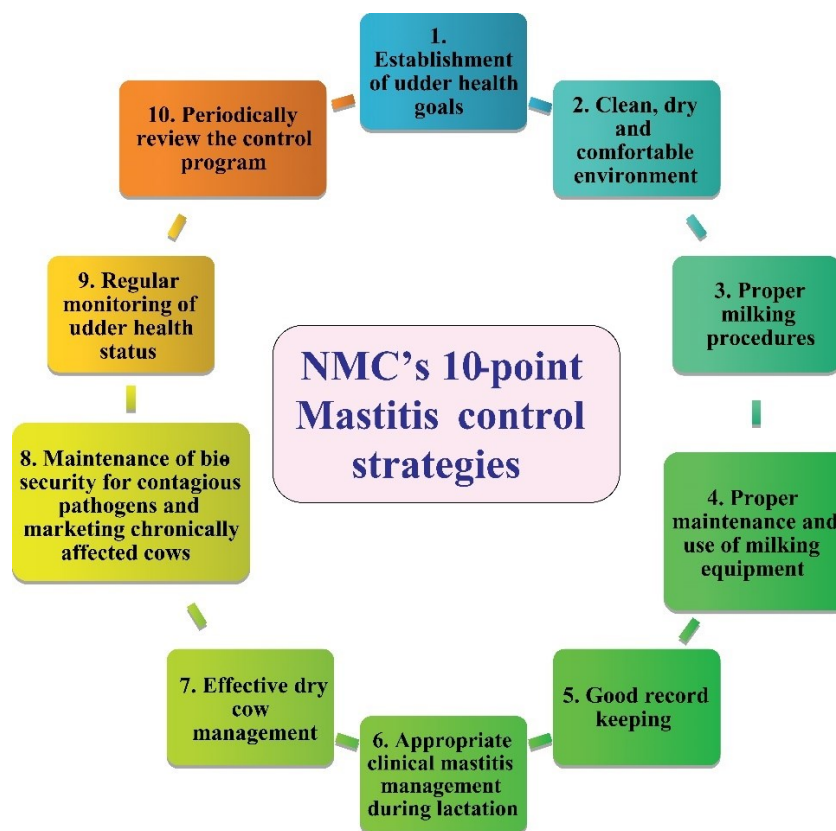 1.
Establishment
of udder health
goals
2. Clean, dry
and
comfortable
environment
3. Proper
milking
procedures
4. Proper
maintenance and
use of milking
equipment
5. Good record
keeping
6. Appropriate
clinical mastitis
management
during lactation
7. Effective dry
cow
management
8. Maintenance of bio
security for contagious
pathogens and
marketing chronically
affected cows
9. Regular
monitoring of
udder health
status
10. Periodically
review the control
program
NMC's 10-point
Mastitis control
strategies